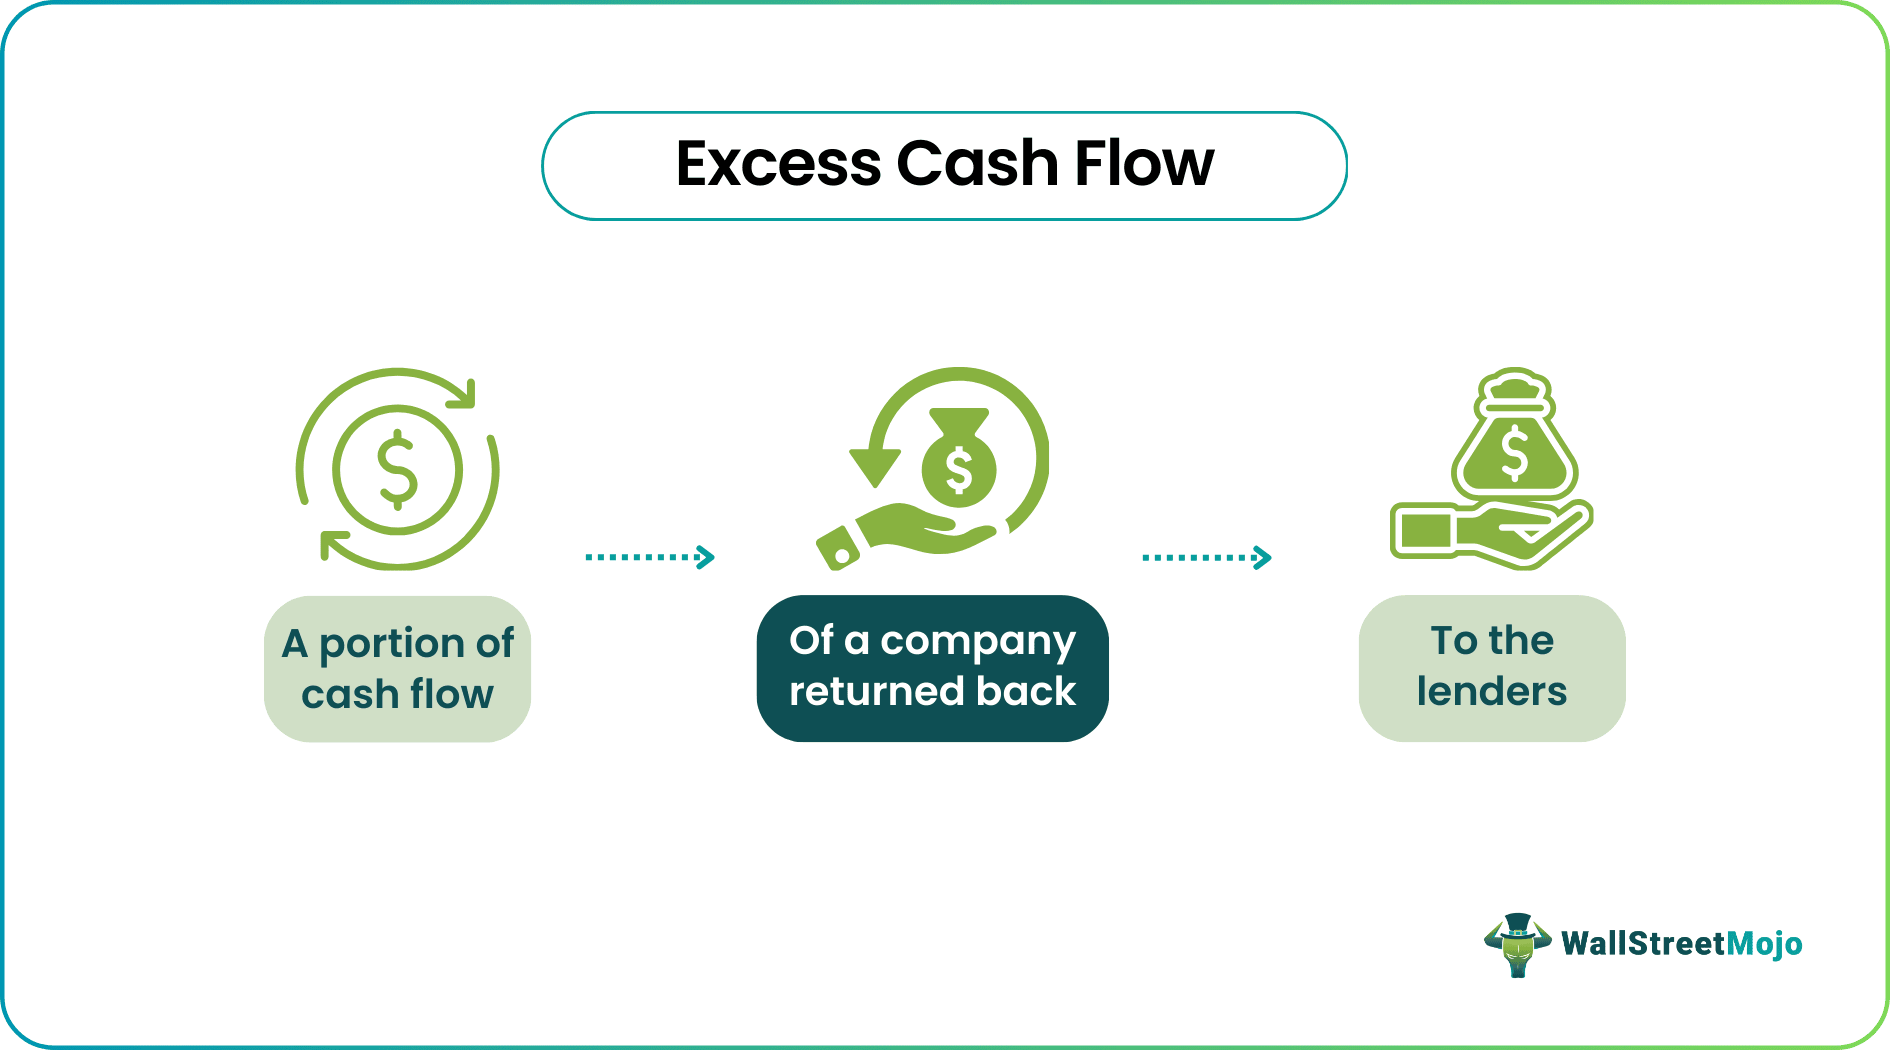 Excess Cash Flow
$
$
$
A portion of
cash flow
Of a company
returned back
To the
lenders
WallStreetMojo